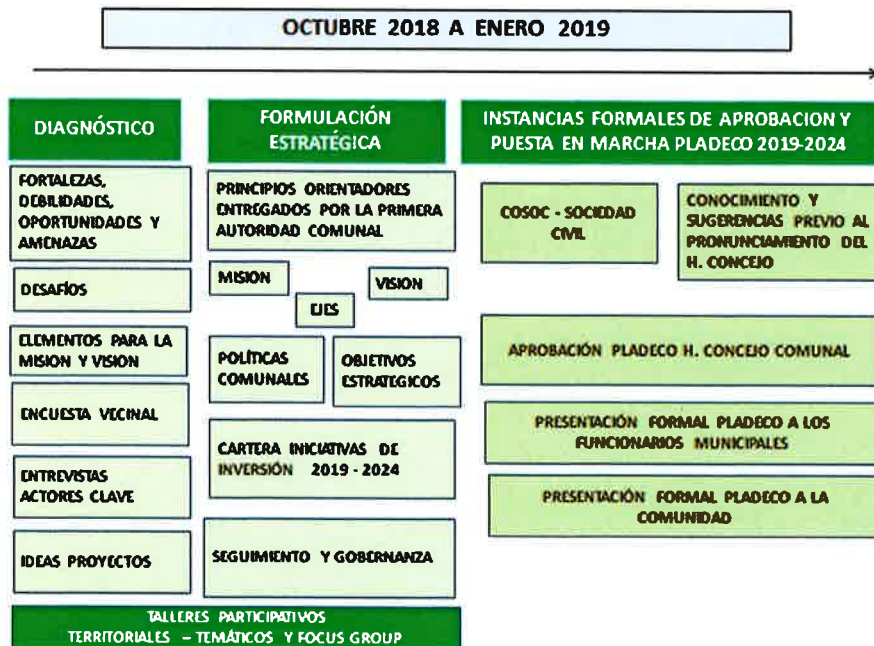 OCTUBRE 2018 A ENERO 2019
DIAGNÓSTICO
FORTALEZAS,
DEBILIDADES,
OPORTUNIDADES Y
AMENAZAS
DESAFÍOS
ELEMENTOS PARA LA
MISION Y VISION
ENCUESTA VECINAL
ENTREVISTAS
ACTORES CLAVE
IDEAS PROYECTOS
FORMULACIÓN
ESTRATÉGICA
PRINCIPIOS ORIENTADORES
ENTREGADOS POR LA PRIMERA
AUTORIDAD COMUNAL
MISION
VISION
EJES
POLÍTICAS
COMUNALES
OBJETIVOS
ESTRATEGICOS
CARTERA INICIATIVAS DE
INVERSIÓN 2019 - 2024
SEGUIMIENTO Y GOBERNANZA
TALLERES PARTICIPATIVOS
TERRITORIALES – TEMÁTICOS Y FOCUS GROUP
INSTANCIAS FORMALES DE APROBACION Y
PUESTA EN MARCHA PLADECO 2019-2024
COSOC - SOCIEDAD
CIVIL
CONOCIMIENTO Y
SUGERENCIAS PREVIO AL
PRONUNCIAMIENTO DEL
H. CONCEJO
APROBACIÓN PLADECO H. CONCEJO COMUNAL
PRESENTACIÓN FORMAL PLADECO A LOS
FUNCIONARIOS MUNICIPALES
PRESENTACIÓN FORMAL PLADECO A LA
COMUNIDAD